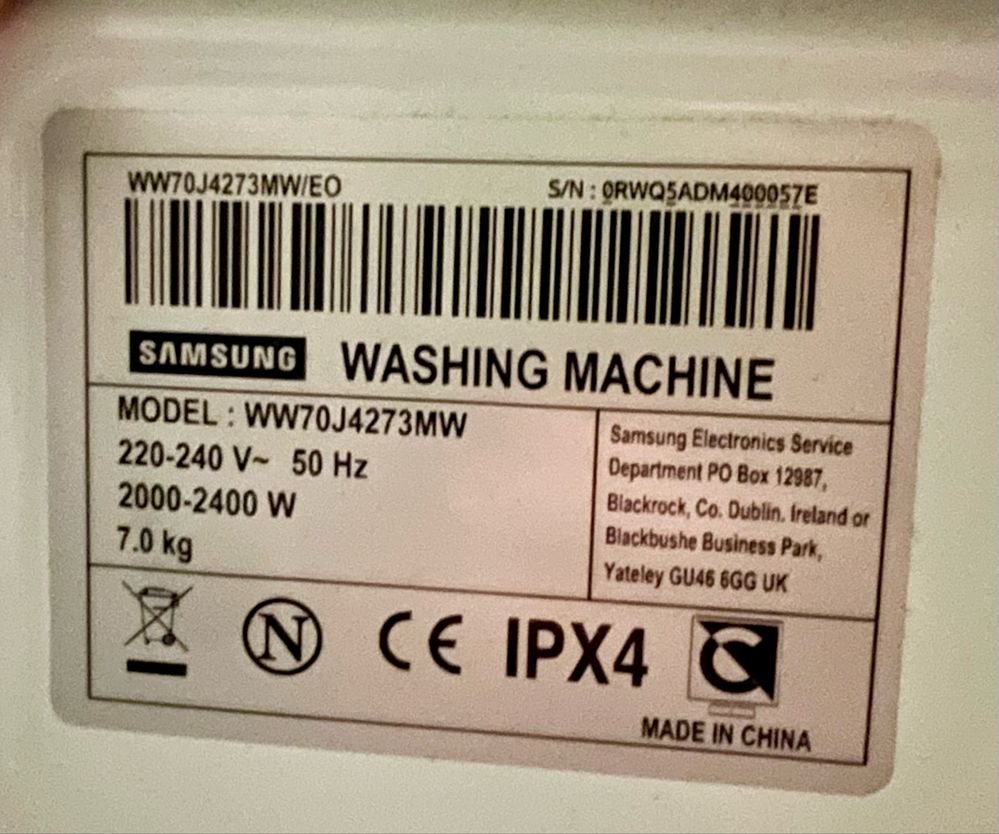 WW70J4273MW/EO
S/N : 0RWQ5ADM400057E
SAMSUNG WASHING MACHINE
MODEL : WW70J4273MW
220-240 V~ 50 Hz
2000-2400 W
7.0 kg
Samsung Electronics Service
Department PO Box 12987,
Blackrock, Co. Dublin. Ireland or
Blackbushe Business Park,
Yateley GU46 6GG UK
N CE IPX4
MADE IN CHINA